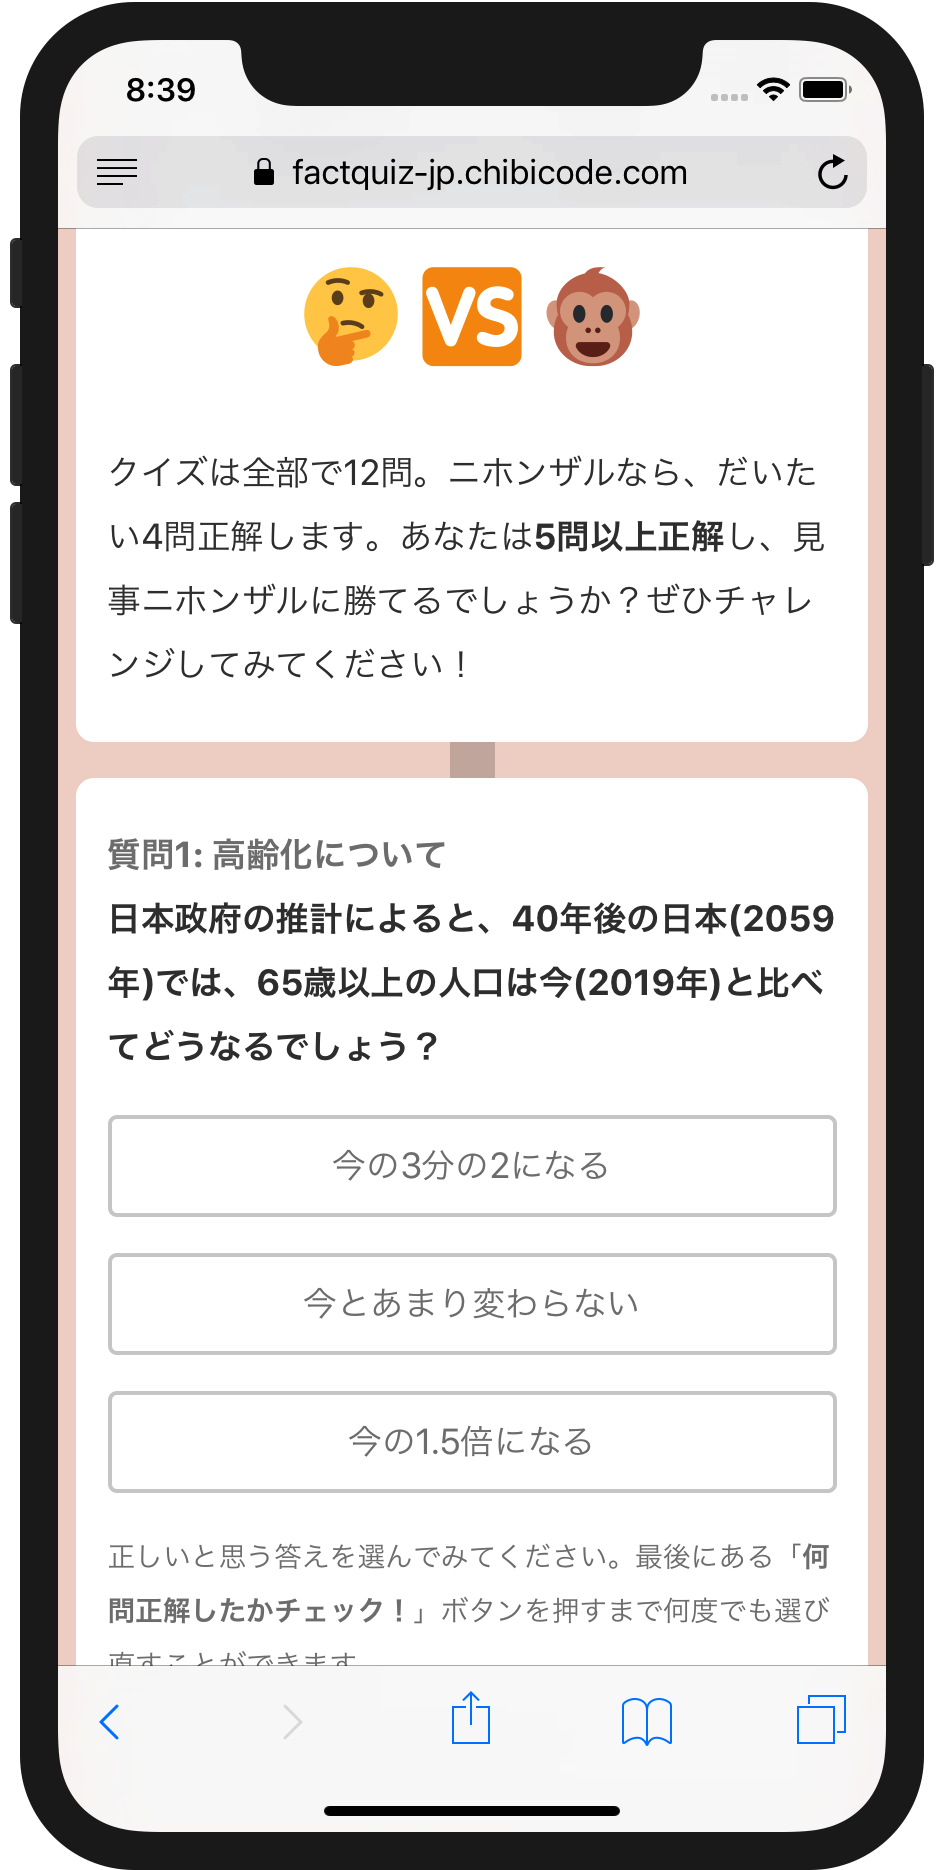 8:39
factquiz-jp.chibicode.com
VS
クイズは全部で12問。ニホンザルなら、だいた
い4問正解します。あなたは5問以上正解し、見
事ニホンザルに勝てるでしょうか？ぜひチャレ
ンジしてみてください！
質問1: 高齢化について
日本政府の推計によると、40年後の日本(2059
年)では、65歳以上の人口は今(2019年)と比べ
てどうなるでしょう？
今の3分の2になる
今とあまり変わらない
今の1.5倍になる
正しいと思う答えを選んでみてください。最後にある「何
問正解したかチェック！」ボタンを押すまで何度でも選び
直すことができます